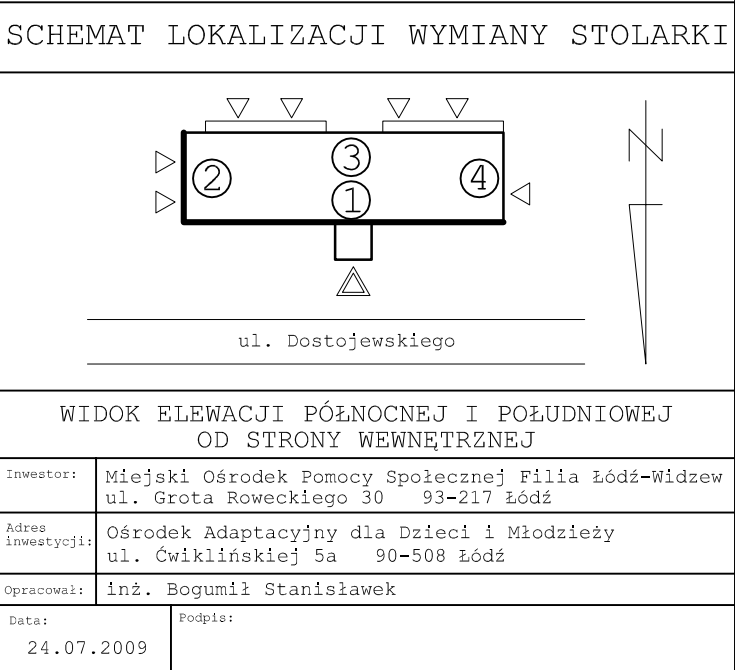 SCHEMAT LOKALIZACJI WYMIANY STOLARKI
3
2
4
1
N
ul. Dostojewskiego
WIDOK ELEWACJI PÓŁNOCNEJ I POŁUDNIOWEJ
OD STRONY WEWNĘTRZNEJ
Inwestor:
Miejski Ośrodek Pomocy Społecznej Filia Łódź-Widzew
ul. Grota Roweckiego 30 93-217 Łódź
Adres
inwestycji:
Ośrodek Adaptacyjny dla Dzieci i Młodzieży
ul. Ćwiklińskiej 5a 90-508 Łódź
Opracował:
inż. Bogumił Stanisławek
Data:
24.07.2009
Podpis: